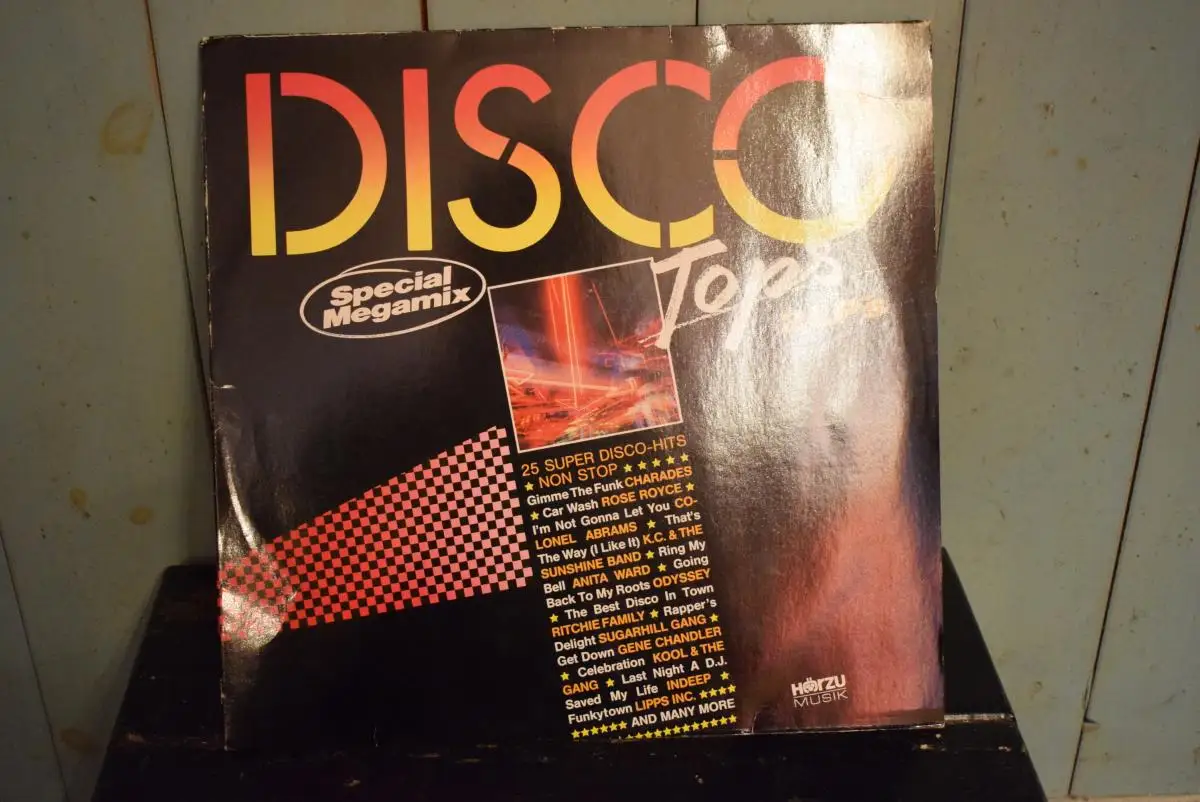 DISCO
Tops
Special
Megamix
25 SUPER DISCO-HITS
★ NON STOP ★★★★★
Gimme The Funk CHARADES
★ Car Wash ROSE ROYCE ★
I'm Not Gonna Let You CO-
LONEL ABRAMS ★ That's
The Way (I Like It) K.C. & THE
SUNSHINE BAND ★ Ring My
Bell ANITA WARD ★ Going
Back To My Roots ODYSSEY
★ The Best Disco In Town
RITCHIE FAMILY ★ Rapper's
Delight SUGARHILL GANG ★
Get Down GENE CHANDLER
★ Celebration KOOL & THE
GANG ★ Last Night A D.J.
Saved My Life INDEEP ★
Funkytown LIPPS INC. ★★★★
★★★★★★ AND MANY MORE
HÖRZU
MUSIK